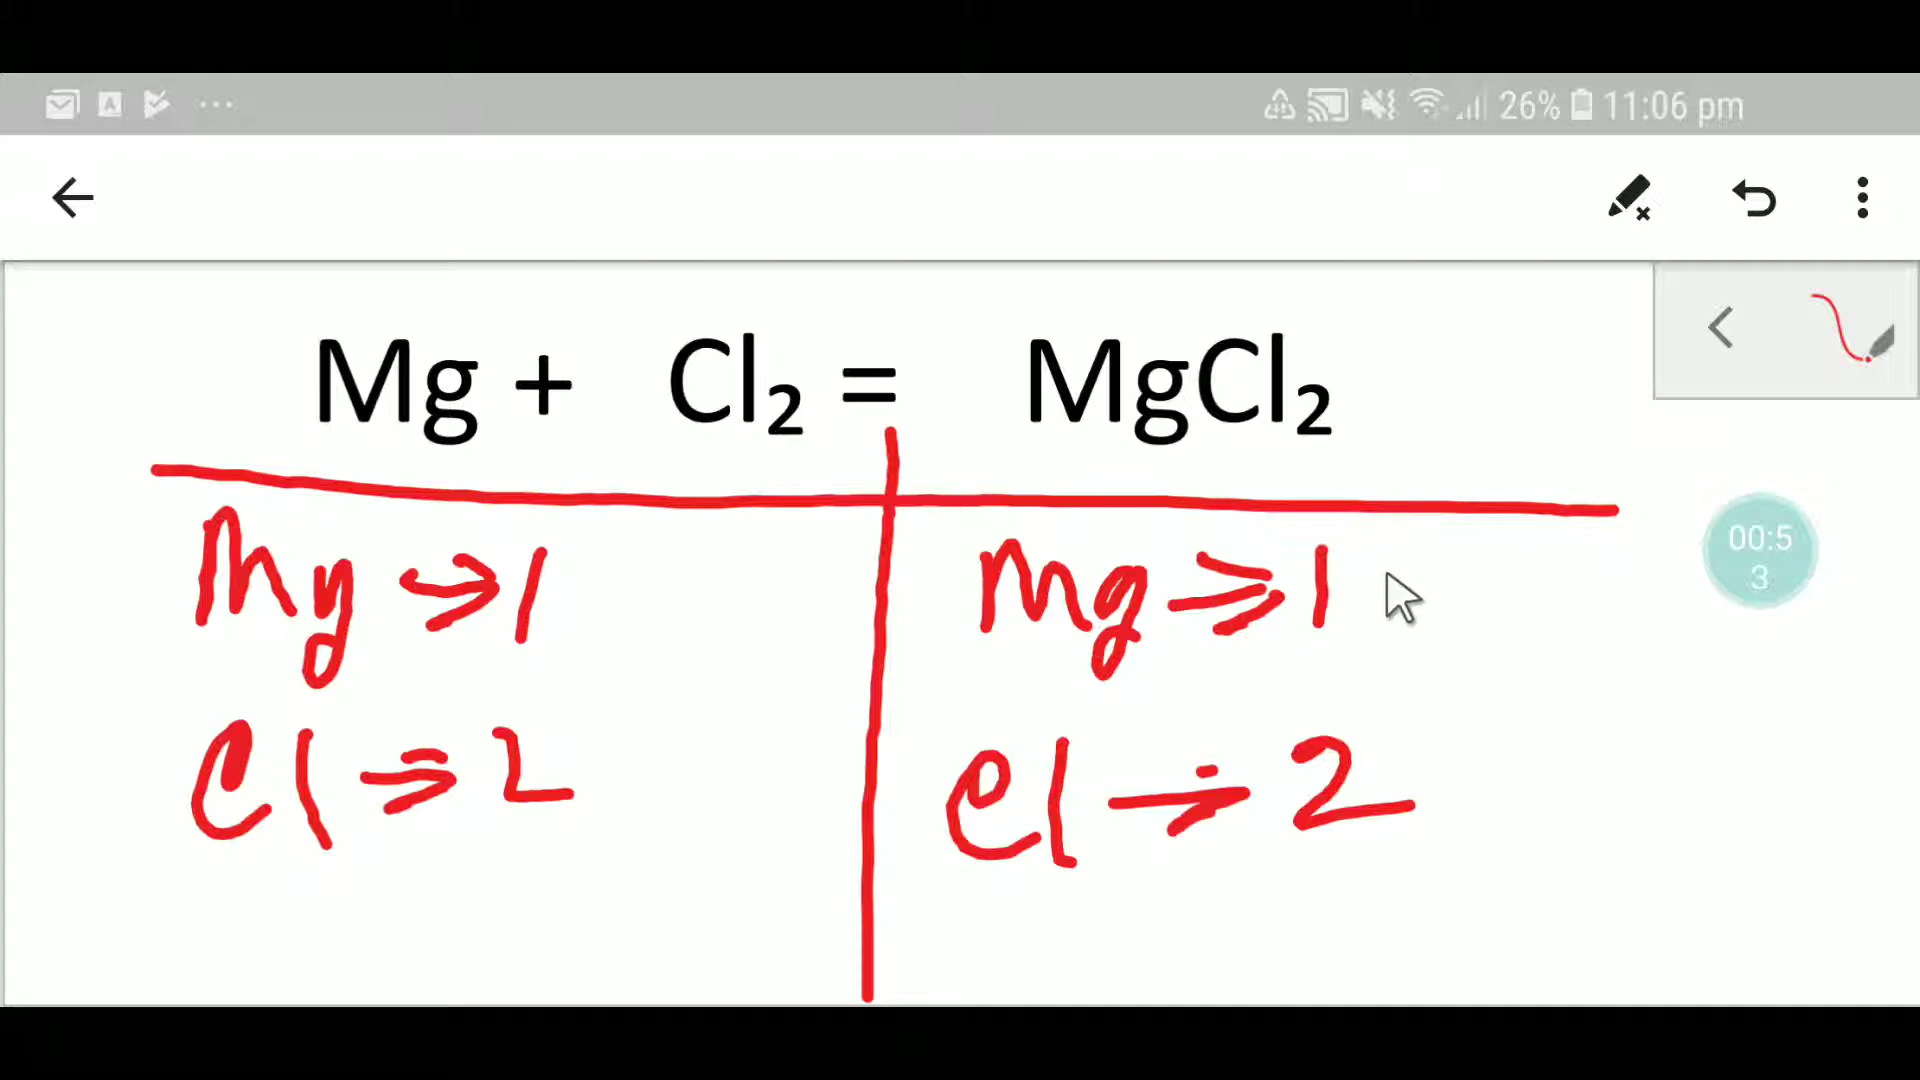 26% 11:06 pm
Mg + Cl₂ = MgCl₂
Mg → 1 Mg → 1
Cl → 2 Cl → 2
00:5
3